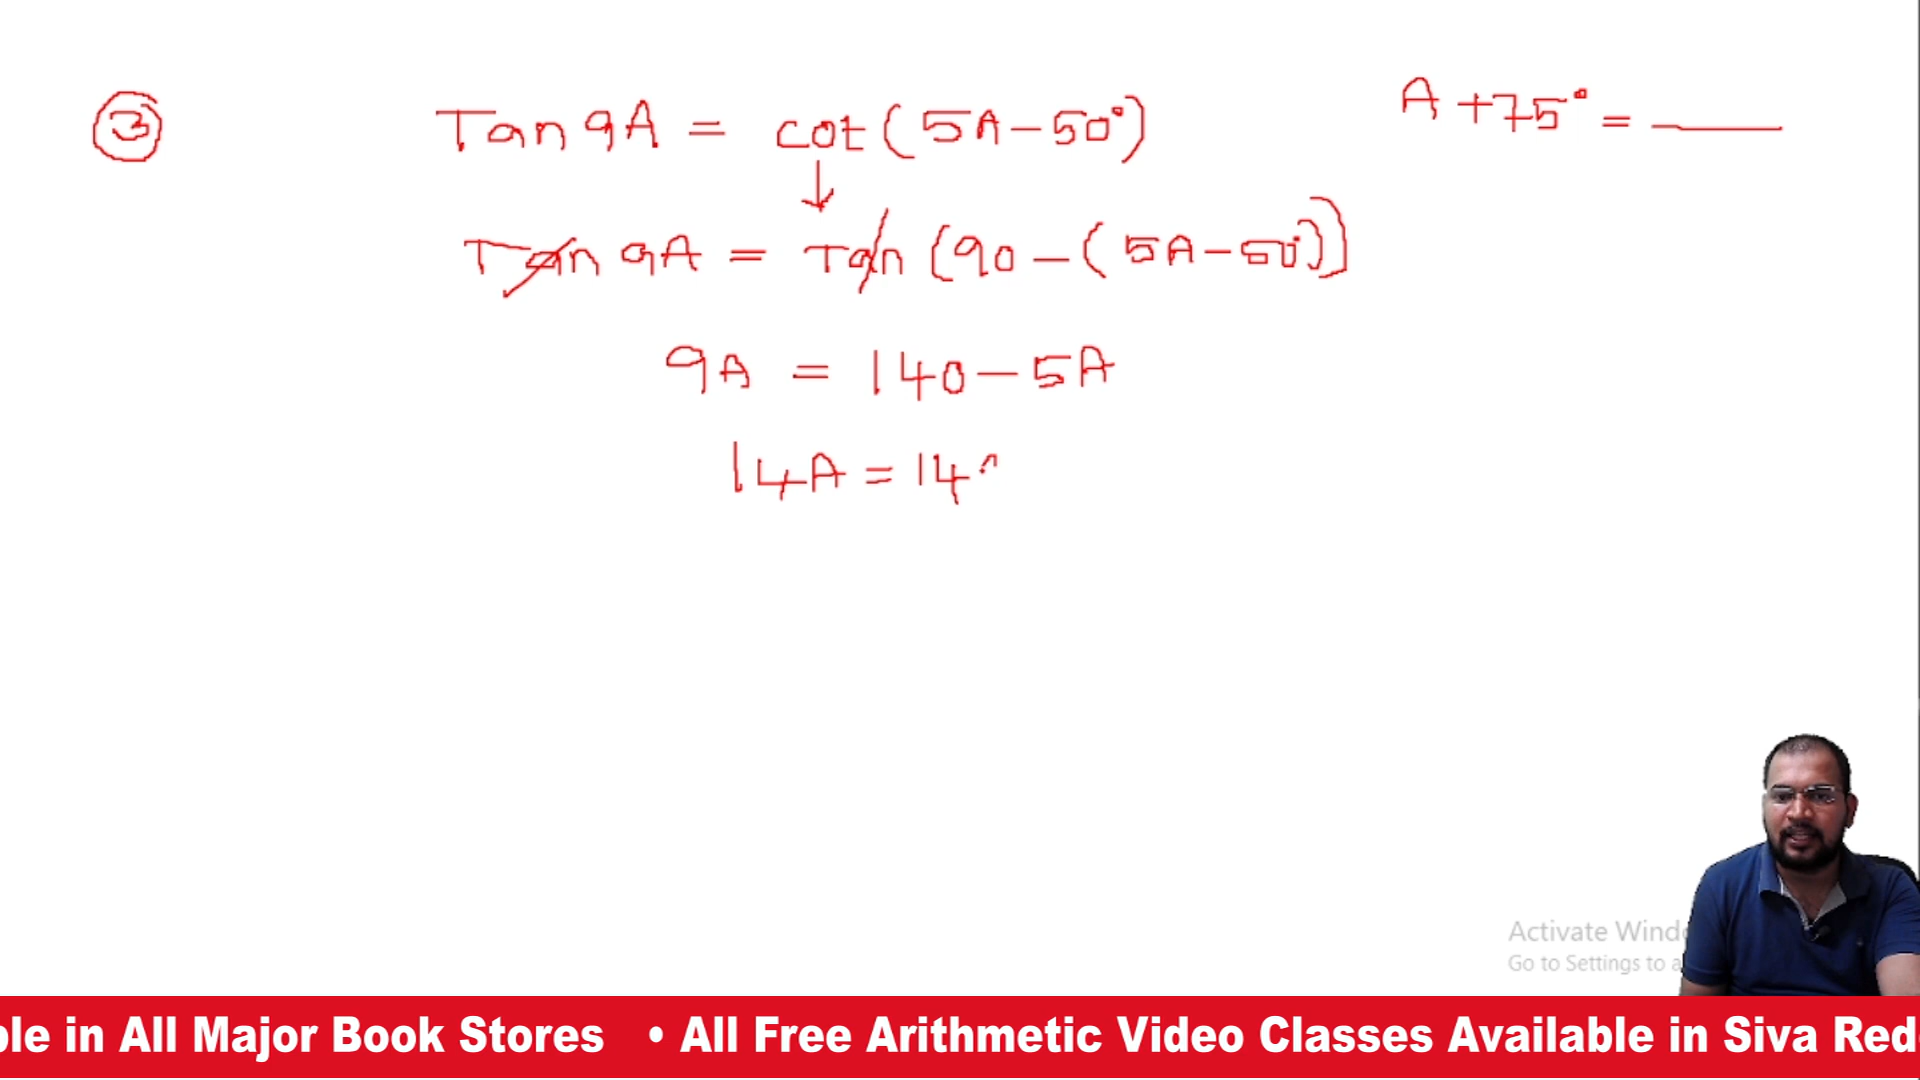 ③ Tan 9A = cot (5A - 50°) A + 75° = ____
Tan 9A = Tan (90 - (5A - 50°))
9A = 140 - 5A
14A = 14
Activate Wind
Go to Settings to a
ble in All Major Book Stores • All Free Arithmetic Video Classes Available in Siva Red